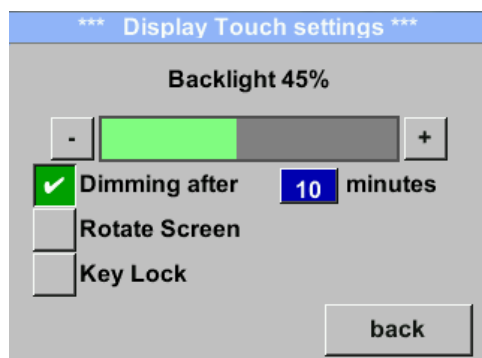 *** Display Touch settings ***
Backlight 45%
- +
Dimming after 10 minutes
Rotate Screen
Key Lock
back